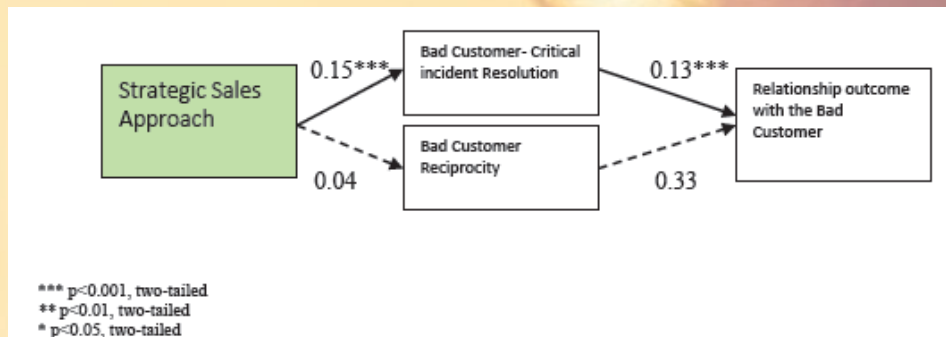 Strategic Sales
Approach
0.15***
0.04
Bad Customer- Critical
incident Resolution
Bad Customer
Reciprocity
0.13***
0.33
Relationship outcome
with the Bad
Customer
*** p<0.001, two-tailed
** p<0.01, two-tailed
* p<0.05, two-tailed